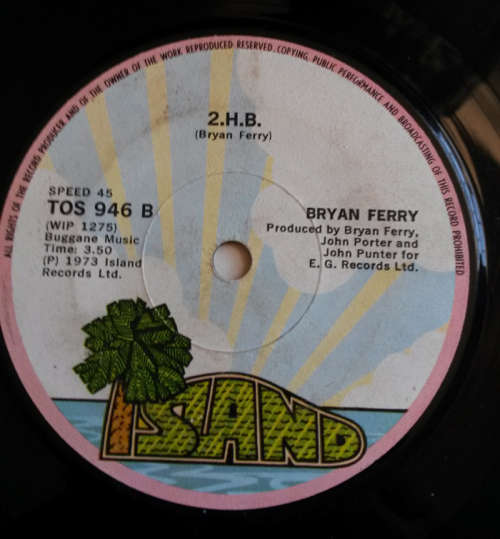 ALL RIGHTS OF THE RECORD PRODUCER AND OF THE OWNER OF THE WORK REPRODUCED RESERVED. COPYING, PUBLIC PERFORMANCE AND BROADCASTING OF THIS RECORD PROHIBITED
2.H.B.
(Bryan Ferry)
SPEED 45
TOS 946 B
(WIP 1275)
Buggane Music
Time: 3.50
(P) 1973 Island
Records Ltd.
BRYAN FERRY
Produced by Bryan Ferry,
John Porter and
John Punter for
E. G. Records Ltd.
ISLAND